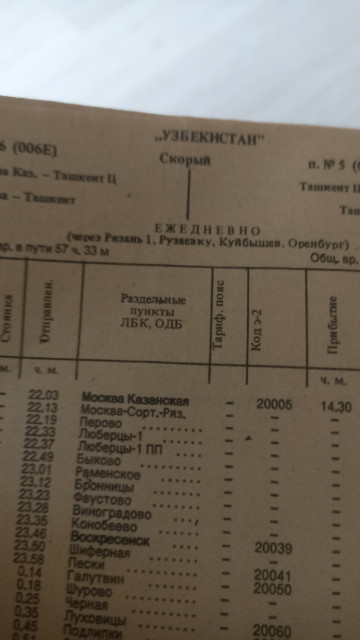 „УЗБЕКИСТАН"
6 (006Е) Скорый п. № 5
Каз. – Ташкент Ц Ташкент Ц
– Ташкент
ЕЖЕДНЕВНО
(через Рязань 1, Рузаевку, Куйбышев, Оренбург)
в пути 57 ч. 33 м Общ. вр.
Стоянка Отправлен. Раздельные пункты ЛБК, ОДБ Тариф. пояс Код э-2 Прибытие
м. ч. м. ч. м.
– 22.03 Москва Казанская – 20005 14.30
– 22.13 Москва-Сорт.-Ряз. – – –
– 22.19 Перово – – –
– 22.33 Люберцы-1 – – –
– 22.37 Люберцы-1 ПП – – –
– 22.49 Быково – – –
– 23.01 Раменское – – –
– 23.12 Бронницы – – –
– 23.23 Фаустово – – –
– 23.28 Виноградово – – –
– 23.35 Конобеево – – –
– 23.46 Воскресенск – 20039 –
– 23.50 Шиферная – – –
– 23.58 Пески – 20041 –
– 0.14 Галутвин – 20050 –
– 0.18 Шурово – – –
– 0.25 Черная – – –
– 0.35 Луховицы – 20060 –
0.45 Подлипки